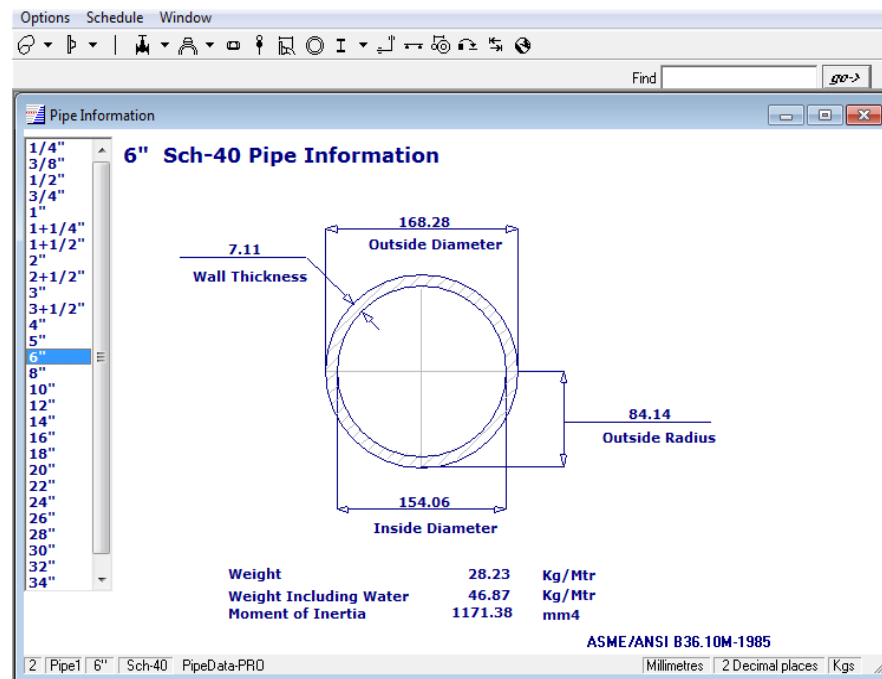 Options Schedule Window
Find go->
Pipe Information
1/4"
3/8"
1/2"
3/4"
1"
1+1/4"
1+1/2"
2"
2+1/2"
3"
3+1/2"
4"
5"
6"
8"
10"
12"
14"
16"
18"
20"
22"
24"
26"
28"
30"
32"
34"
6" Sch-40 Pipe Information
168.28
Outside Diameter
7.11
Wall Thickness
84.14
Outside Radius
154.06
Inside Diameter
Weight 28.23 Kg/Mtr
Weight Including Water 46.87 Kg/Mtr
Moment of Inertia 1171.38 mm4
ASME/ANSI B36.10M-1985
2 Pipe1 6" Sch-40 PipeData-PRO Millimetres 2 Decimal places Kgs